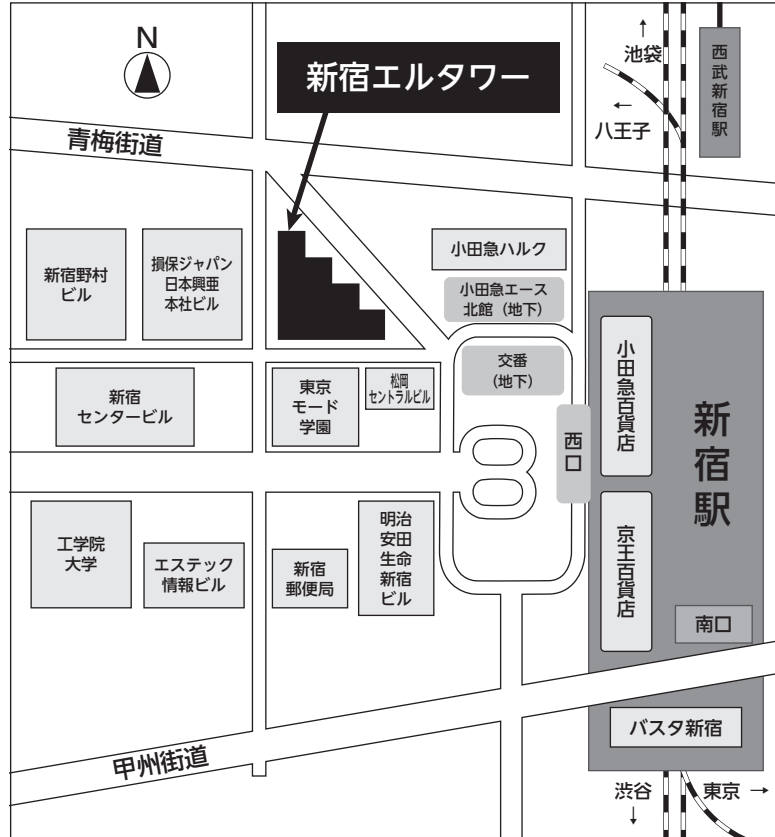 N
新宿エルタワー
池袋
西武新宿駅
八王子
青梅街道
新宿野村
ビル
損保ジャパン
日本興亜
本社ビル
小田急ハルク
小田急エース
北館（地下）
交番
（地下）
小田急百貨店
新宿駅
新宿
センタービル
東京
モード
学園
松岡
セントラルビル
西口
工学院
大学
エステック
情報ビル
新宿
郵便局
明治
安田
生命
新宿
ビル
京王百貨店
南口
バスタ新宿
甲州街道
渋谷
東京